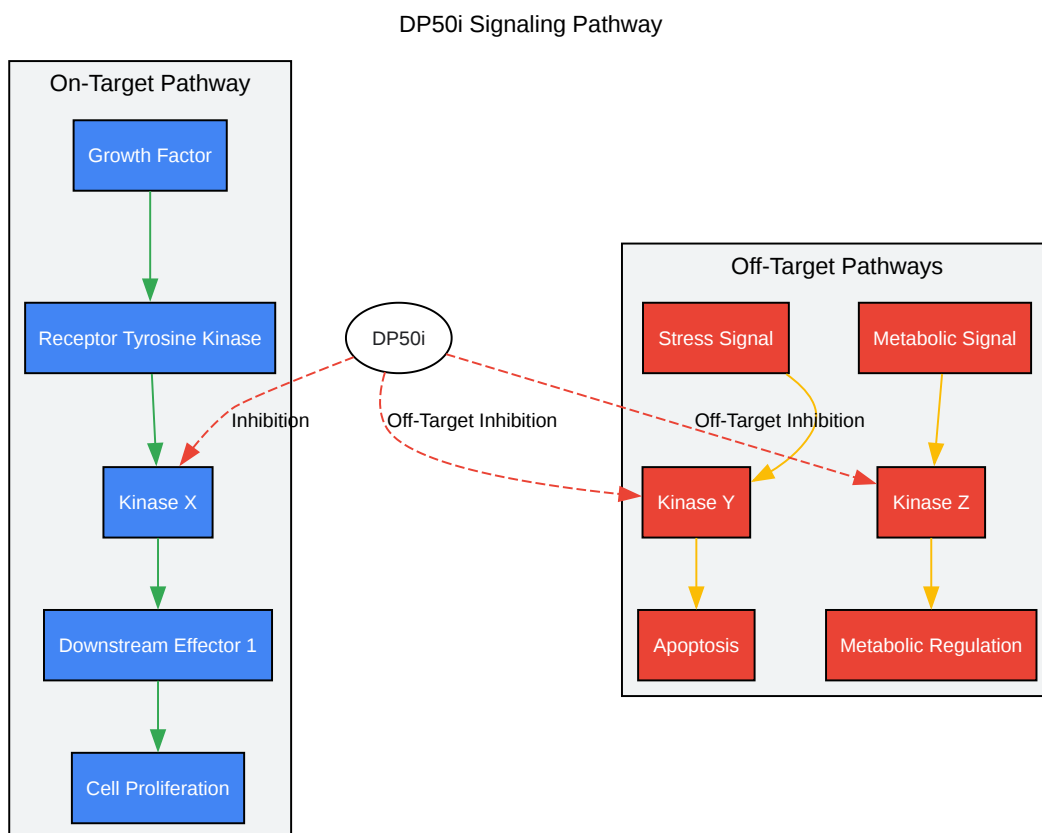 DP50i Signaling Pathway
On-Target Pathway
Growth Factor
Receptor Tyrosine Kinase
Kinase X
Downstream Effector 1
Cell Proliferation
DP50i
Inhibition
Off-Target Inhibition
Off-Target Inhibition
Off-Target Pathways
Stress Signal
Metabolic Signal
Kinase Y
Kinase Z
Apoptosis
Metabolic Regulation